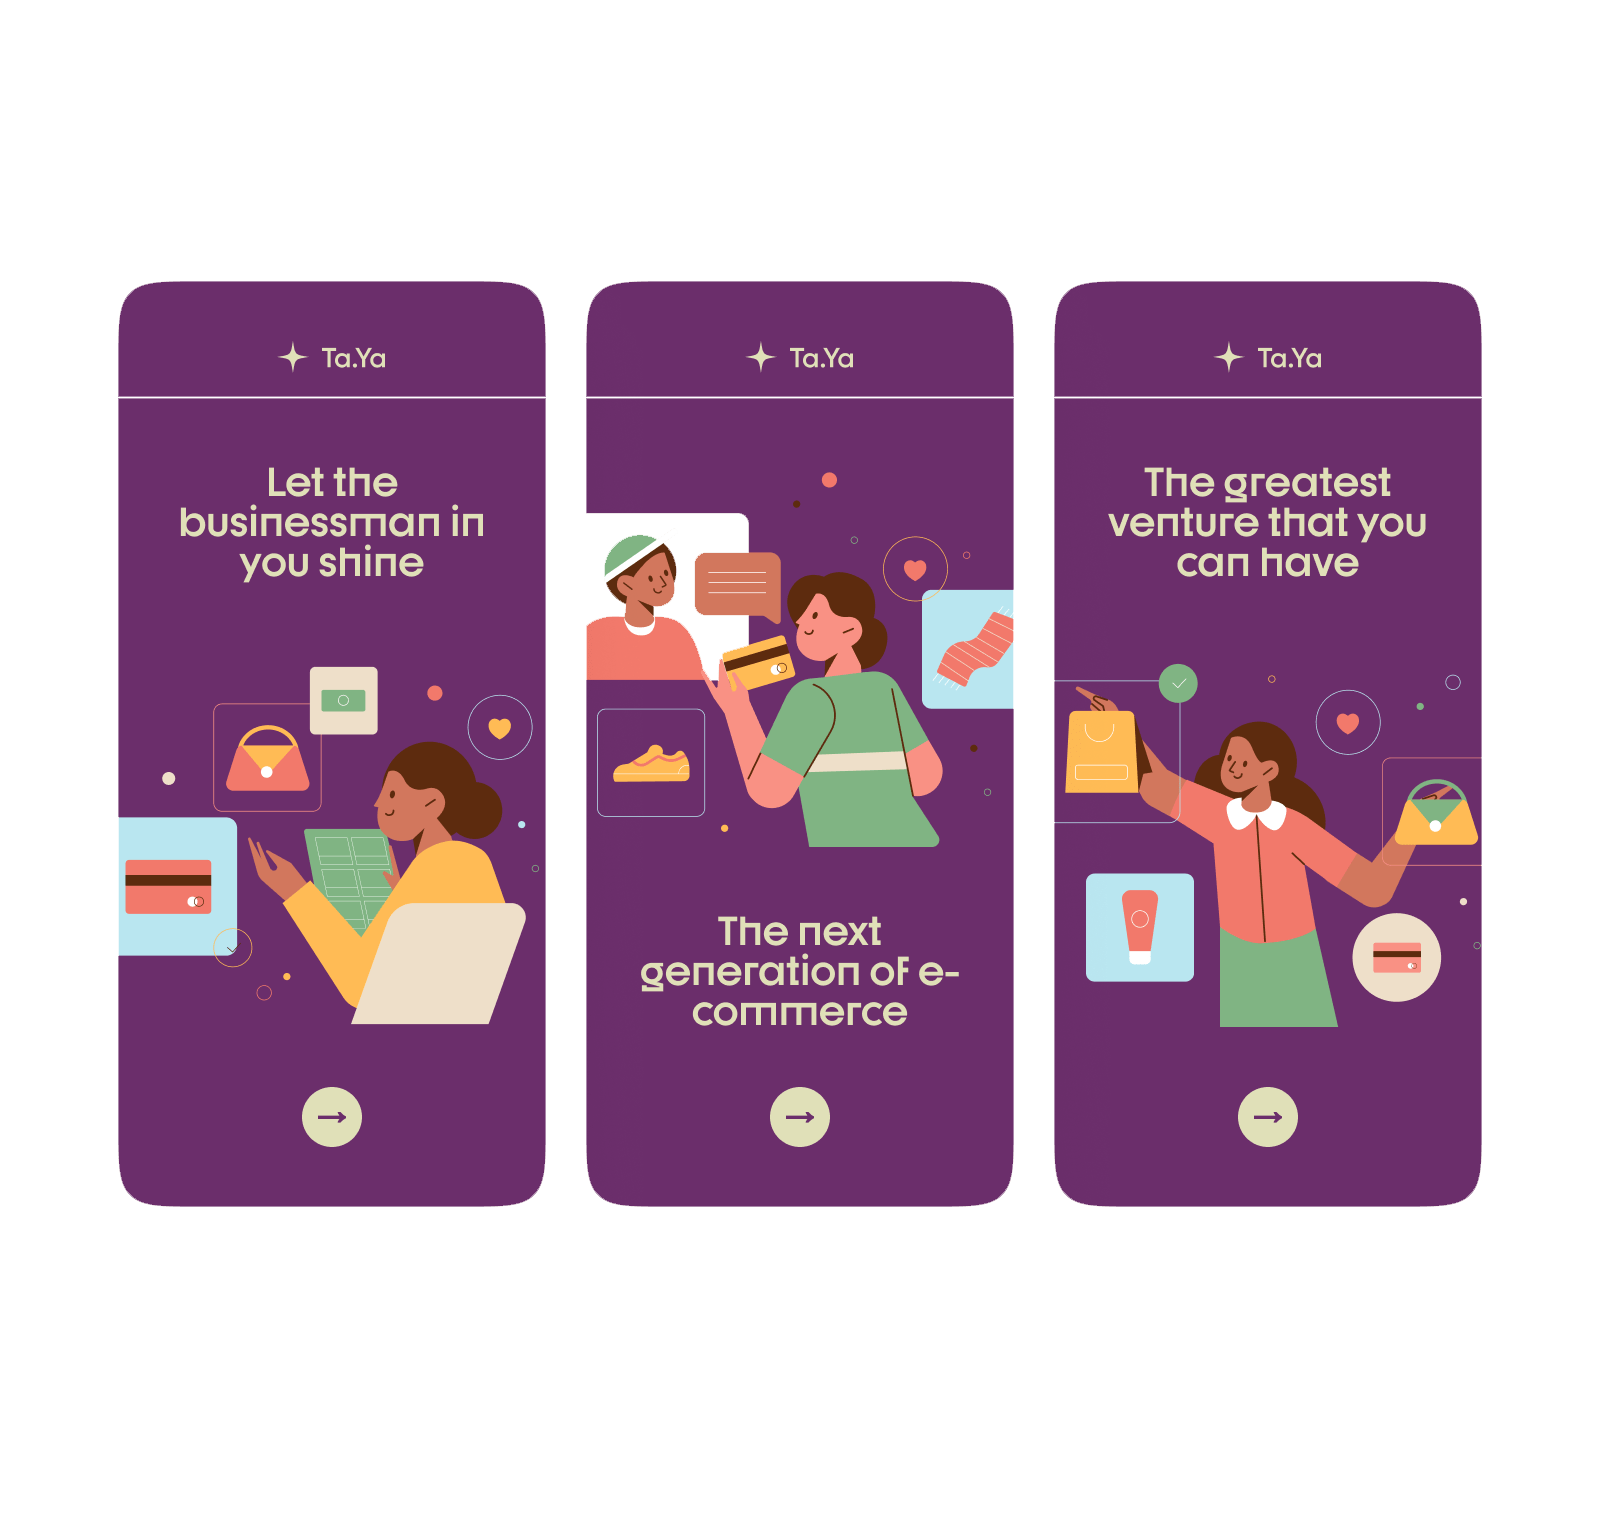 Ta.Ya
Let the
businessman in
you shine
Ta.Ya
The next
generation of e-
commerce
Ta.Ya
The greatest
venture that you
can have